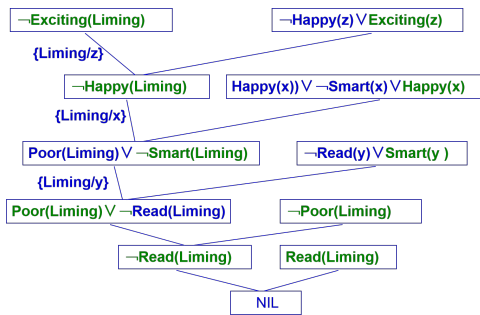 ¬Exciting(Liming) ¬Happy(z)∨Exciting(z)
{Liming/z}
¬Happy(Liming) Happy(x))∨ ¬Smart(x)∨Happy(x)
{Liming/x}
Poor(Liming)∨ ¬Smart(Liming) ¬Read(y)∨Smart(y )
{Liming/y}
Poor(Liming)∨ ¬Read(Liming) ¬Poor(Liming)
¬Read(Liming) Read(Liming)
NIL